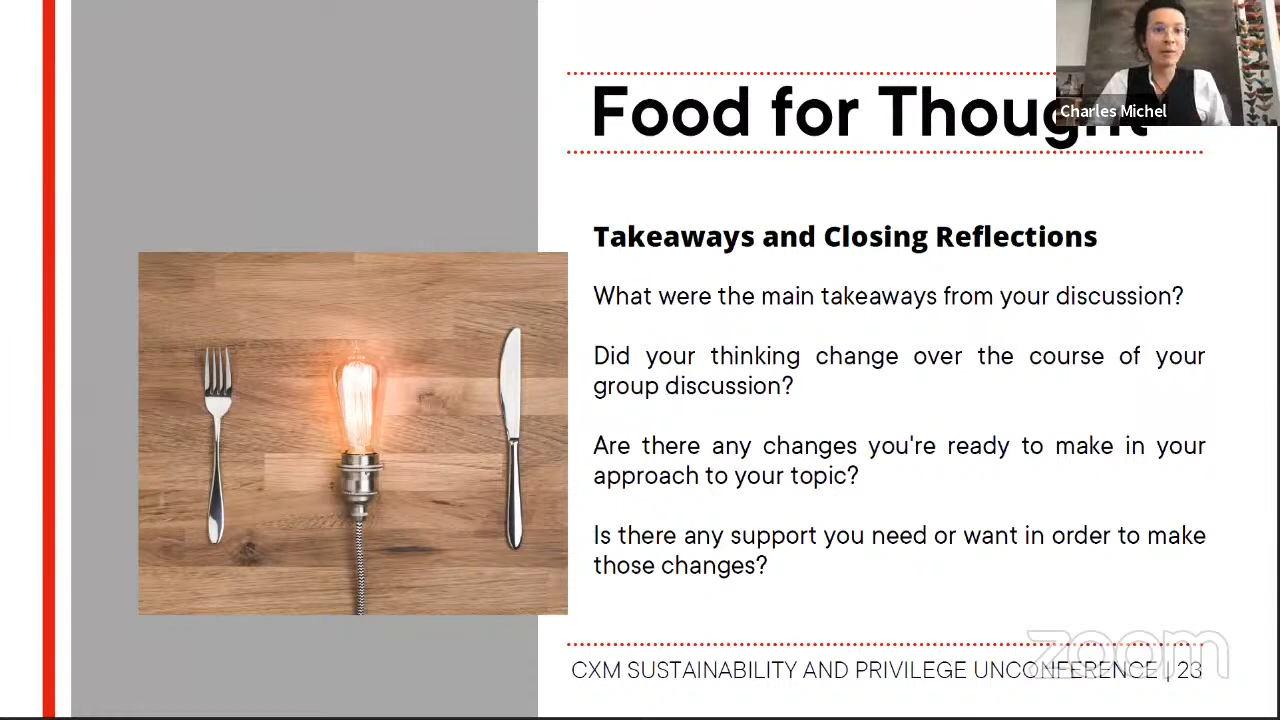 Charles Michel
Food for Thought
Takeaways and Closing Reflections
What were the main takeaways from your discussion?
Did your thinking change over the course of your
group discussion?
Are there any changes you're ready to make in your
approach to your topic?
Is there any support you need or want in order to make
those changes?
zoom
CXM SUSTAINABILITY AND PRIVILEGE UNCONFERENCE | 23